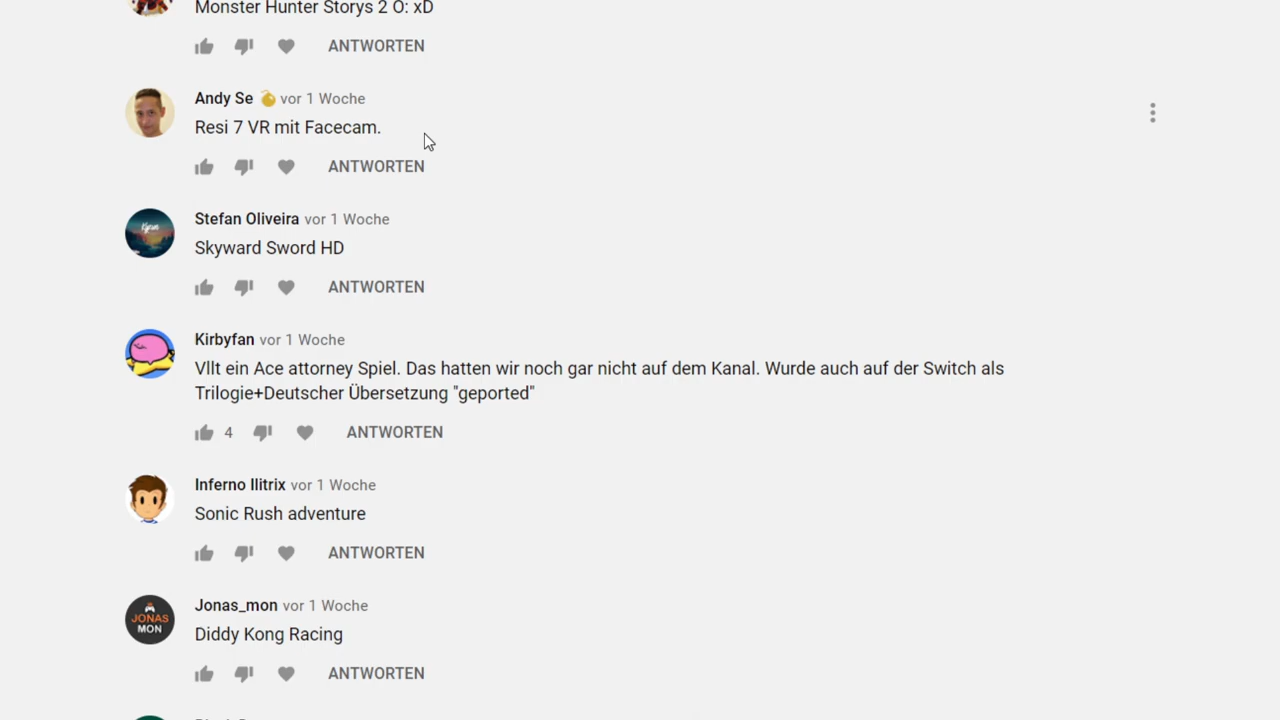 Monster Hunter Storys 2 O: xD
ANTWORTEN
Andy Se vor 1 Woche
Resi 7 VR mit Facecam.
ANTWORTEN
Stefan Oliveira vor 1 Woche
Skyward Sword HD
ANTWORTEN
Kirbyfan vor 1 Woche
Vllt ein Ace attorney Spiel. Das hatten wir noch gar nicht auf dem Kanal. Wurde auch auf der Switch als
Trilogie+Deutscher Übersetzung "geported"
4 ANTWORTEN
Inferno Ilitrix vor 1 Woche
Sonic Rush adventure
ANTWORTEN
Jonas_mon vor 1 Woche
JONAS
MON
Diddy Kong Racing
ANTWORTEN